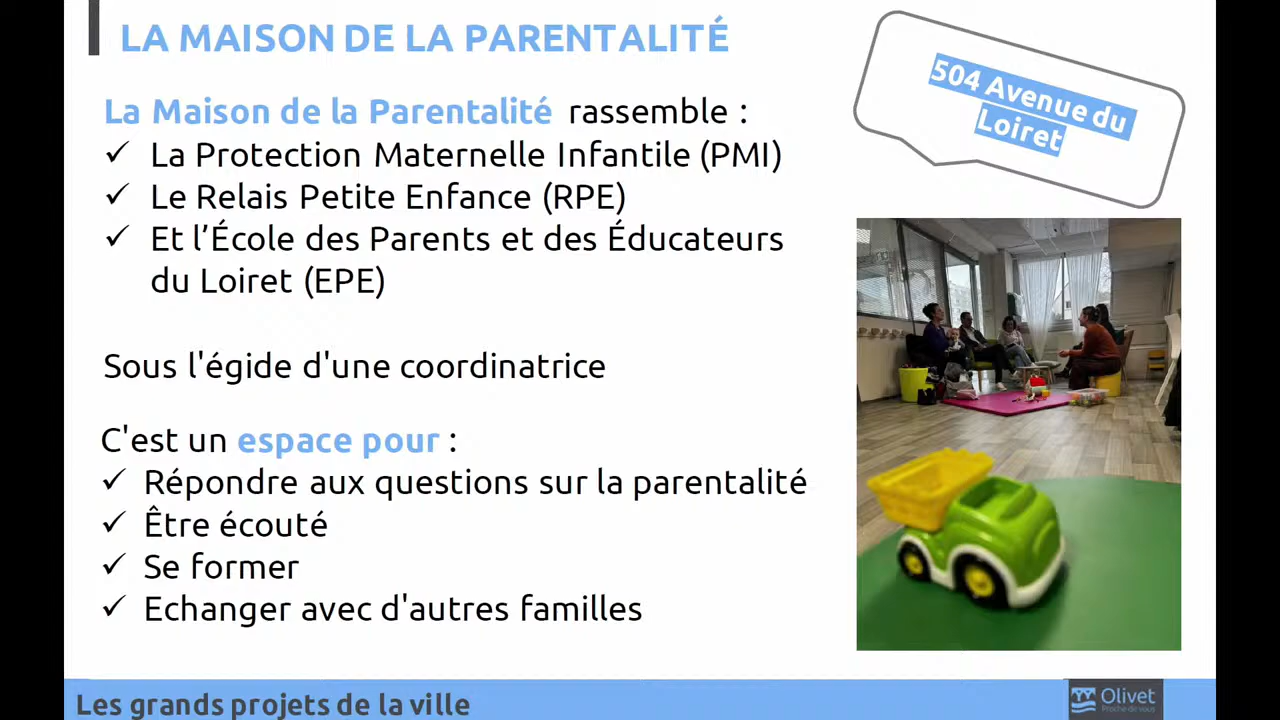 LA MAISON DE LA PARENTALITÉ
504 Avenue du
Loiret
La Maison de la Parentalité rassemble :
✓ La Protection Maternelle Infantile (PMI)
✓ Le Relais Petite Enfance (RPE)
✓ Et l’École des Parents et des Éducateurs
du Loiret (EPE)
Sous l'égide d'une coordinatrice
C'est un espace pour :
✓ Répondre aux questions sur la parentalité
✓ Être écouté
✓ Se former
✓ Echanger avec d'autres familles
Les grands projets de la ville
Olivet
Proche de vous